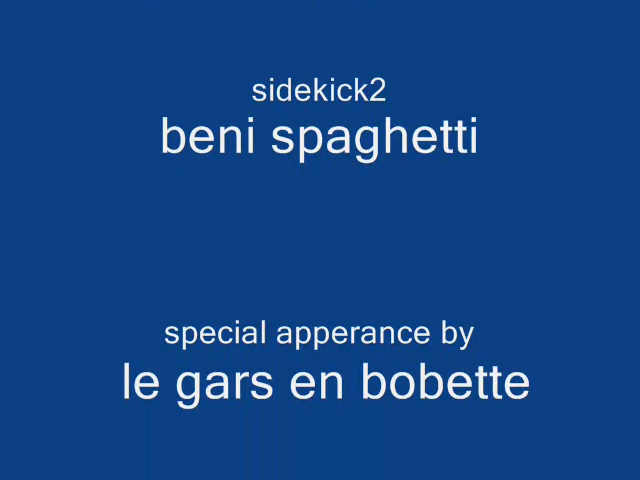 sidekick2
beni spaghetti
special apperance by
le gars en bobette